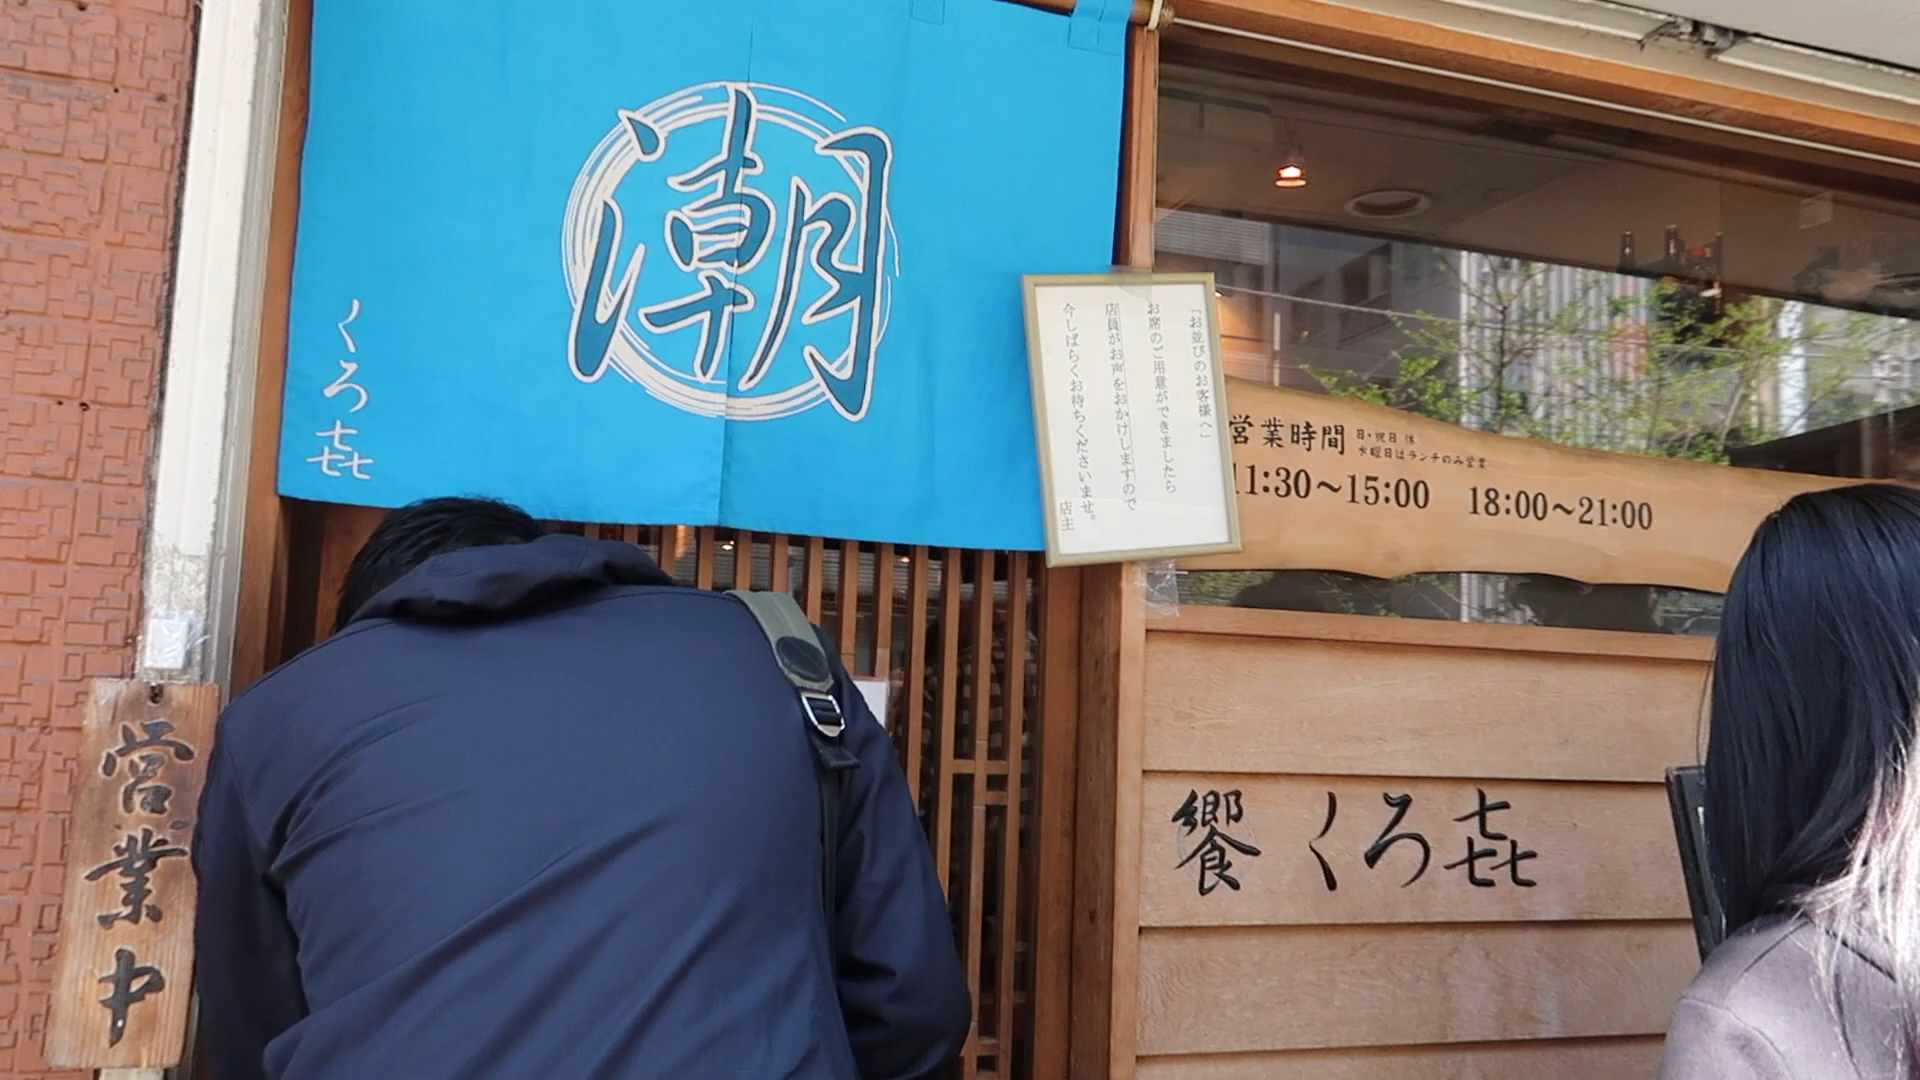 潮
くろ㐂
「お並びのお客様へ」
お席のご用意ができましたら
店員がお声をおかけしますので
今しばらくお待ちくださいませ。
店主
営業時間 日・祝日 休
水曜日はランチのみ営業
11:30〜15:00 18:00〜21:00
饗 くろ㐂
営業中